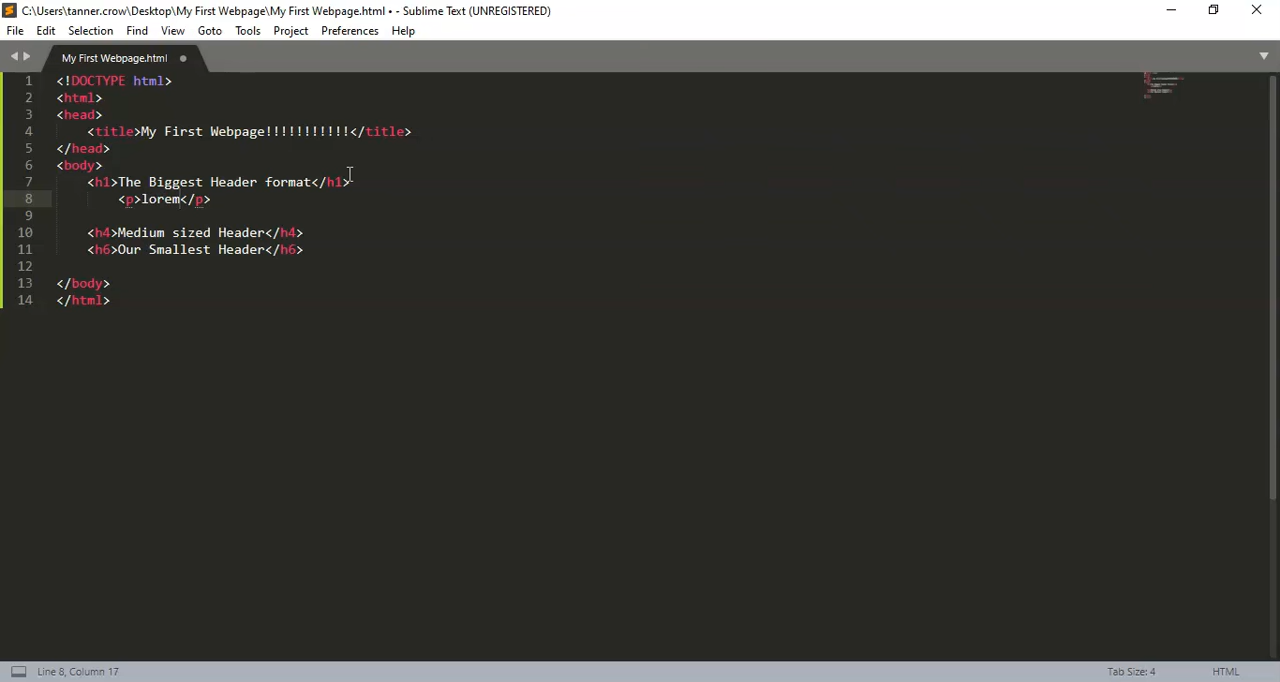 C:\Users\tanner.crow\Desktop\My First Webpage\My First Webpage.html • - Sublime Text (UNREGISTERED)
File Edit Selection Find View Goto Tools Project Preferences Help
My First Webpage.html
1 <!DOCTYPE html>
2 <html>
3 <head>
4 <title>My First Webpage!!!!!!!!!!!</title>
5 </head>
6 <body>
7 <h1>The Biggest Header format</h1>
8 <p>lorem</p>
9
10 <h4>Medium sized Header</h4>
11 <h6>Our Smallest Header</h6>
12
13 </body>
14 </html>
Line 8, Column 17 Tab Size: 4 HTML